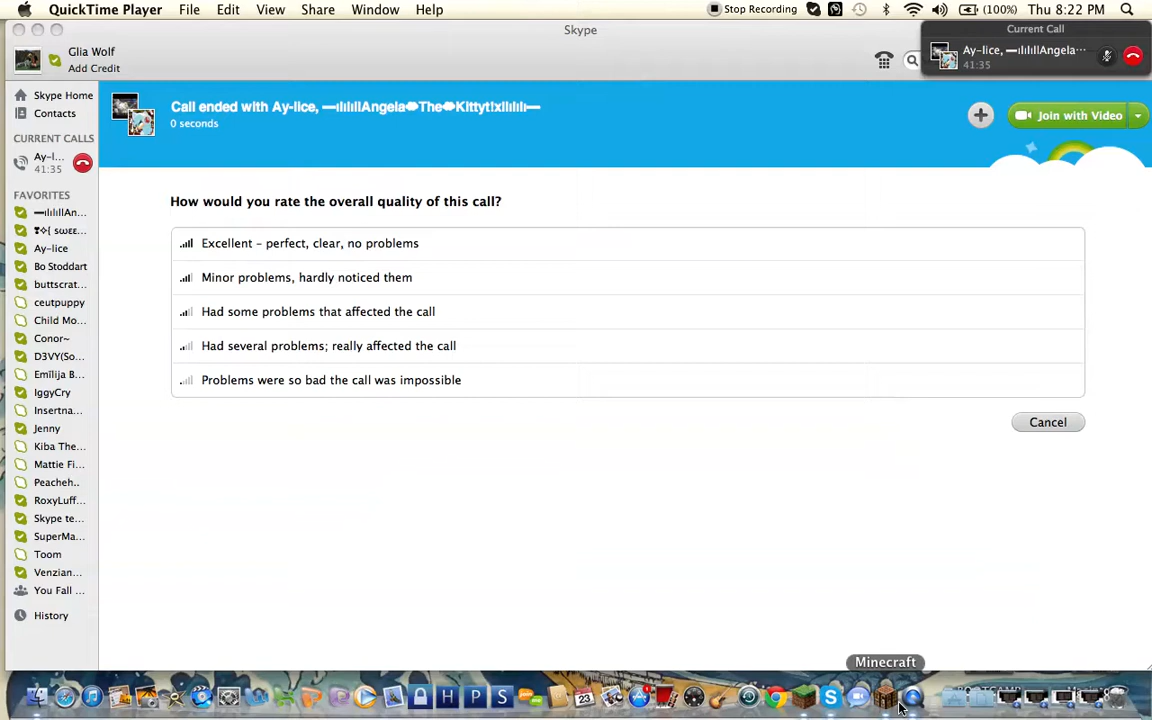 QuickTime Player File Edit View Share Window Help Stop Recording (100%) Thu 8:22 PM
Skype
Current Call
Ay-lice, —ıılıllAngela…
41:35
Glia Wolf
Add Credit
Skype Home
Contacts
CURRENT CALLS
Ay-l...
41:35
FAVORITES
—ıılıllAn...
❣✧{ sωεε...
Ay-lice
Bo Stoddart
buttscrat...
ceutpuppy
Child Mo...
Conor~
D3VY(So...
Emīlija B...
IggyCry
Insertna...
Jenny
Kiba The...
Mattie Fi...
Peacheh..
RoxyLuff...
Skype te...
SuperMa...
Toom
Venzian...
You Fall ...
History
Call ended with Ay-lice,
0 seconds
Join with Video
How would you rate the overall quality of this call?
Excellent – perfect, clear, no problems
Minor problems, hardly noticed them
Had some problems that affected the call
Had several problems; really affected the call
Problems were so bad the call was impossible
Cancel
Minecraft
H P S 23